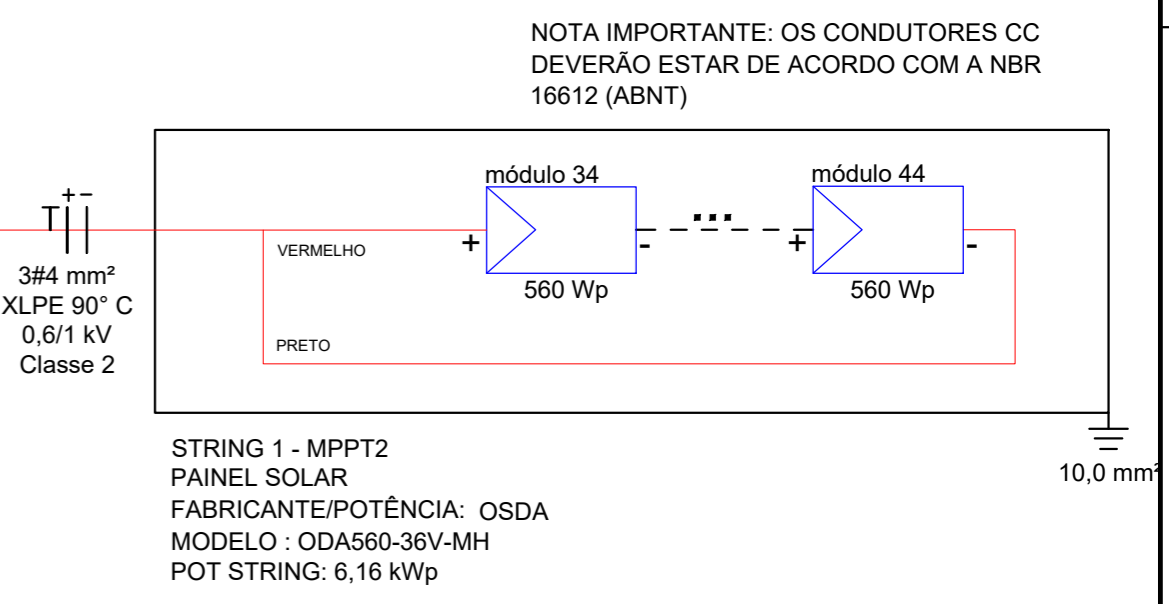 NOTA IMPORTANTE: OS CONDUTORES CC
DEVERÃO ESTAR DE ACORDO COM A NBR
16612 (ABNT)
módulo 34
módulo 44
+ -
T
...
VERMELHO
+
-
+
-
3#4 mm²
XLPE 90° C
0,6/1 kV
Classe 2
560 Wp
560 Wp
PRETO
STRING 1 - MPPT2
PAINEL SOLAR
FABRICANTE/POTÊNCIA: OSDA
MODELO : ODA560-36V-MH
POT STRING: 6,16 kWp
10,0 mm²